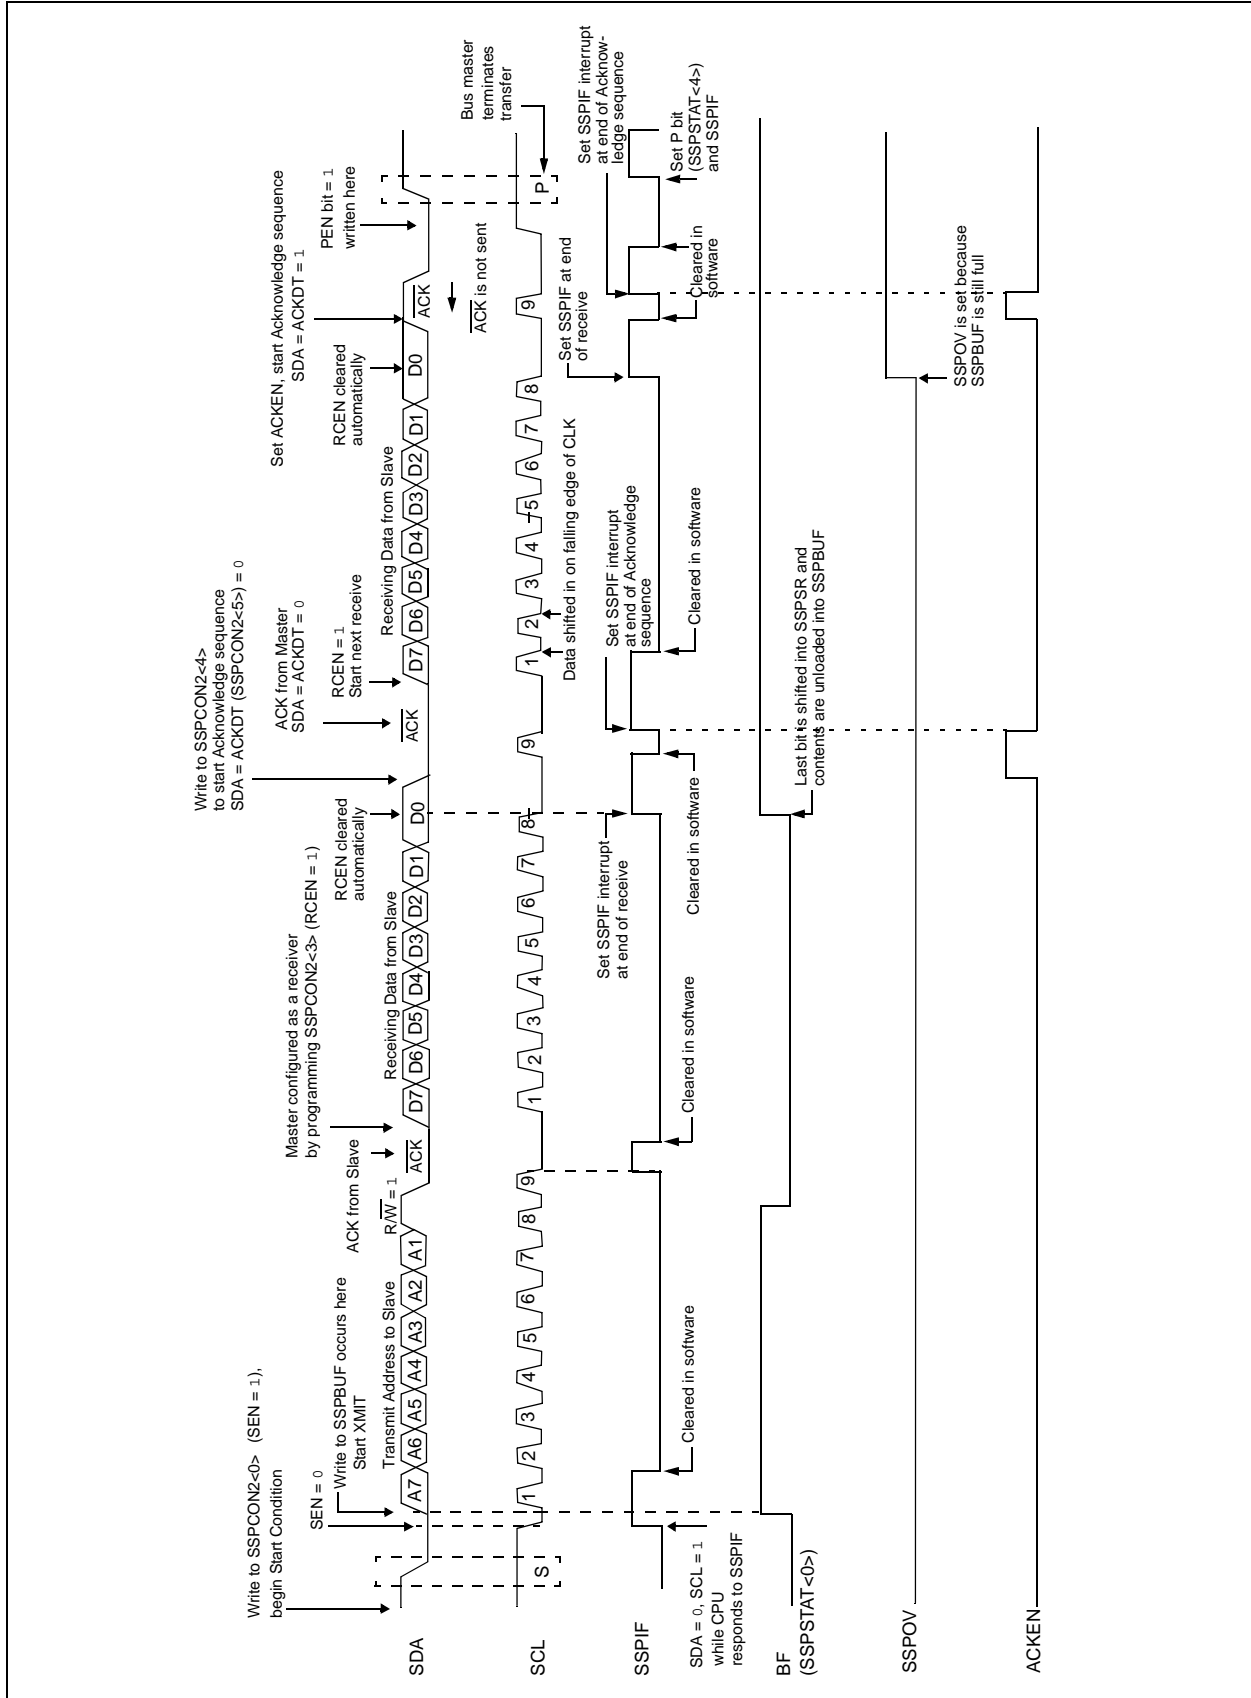 Write to SSPCON2<0> (SEN = 1),
begin Start Condition
SEN = 0
Write to SSPBUF occurs here
Start XMIT
Transmit Address to Slave
ACK from Slave
R/W = 1
Master configured as a receiver
by programming SSPCON2<3> (RCEN = 1)
Receiving Data from Slave
RCEN cleared
automatically
Write to SSPCON2<4>
to start Acknowledge sequence
SDA = ACKDT (SSPCON2<5>) = 0
ACK from Master
SDA = ACKDT = 0
RCEN = 1
Start next receive
Receiving Data from Slave
RCEN cleared
automatically
Set ACKEN, start Acknowledge sequence
SDA = ACKDT = 1
PEN bit = 1
written here
SDA
A7 A6 A5 A4 A3 A2 A1
ACK
D7 D6 D5 D4 D3 D2 D1 D0
ACK
D7 D6 D5 D4 D3 D2 D1 D0
ACK
ACK is not sent
Bus master
terminates
transfer
SCL
S
1 2 3 4 5 6 7 8 9
1 2 3 4 5 6 7 8
9
1 2 3 4 5 6 7 8
9
P
Data shifted in on falling edge of CLK
Set SSPIF interrupt
at end of receive
Set SSPIF interrupt
at end of Acknowledge
sequence
Set SSPIF at end
of receive
Set SSPIF interrupt
at end of Acknow-
ledge sequence
SSPIF
SDA = 0, SCL = 1
while CPU
responds to SSPIF
Cleared in software
Cleared in software
Cleared in software
Cleared in software
Cleared in
software
Set P bit
(SSPSTAT<4>)
and SSPIF
BF
(SSPSTAT<0>)
Last bit is shifted into SSPSR and
contents are unloaded into SSPBUF
SSPOV
SSPOV is set because
SSPBUF is still full
ACKEN